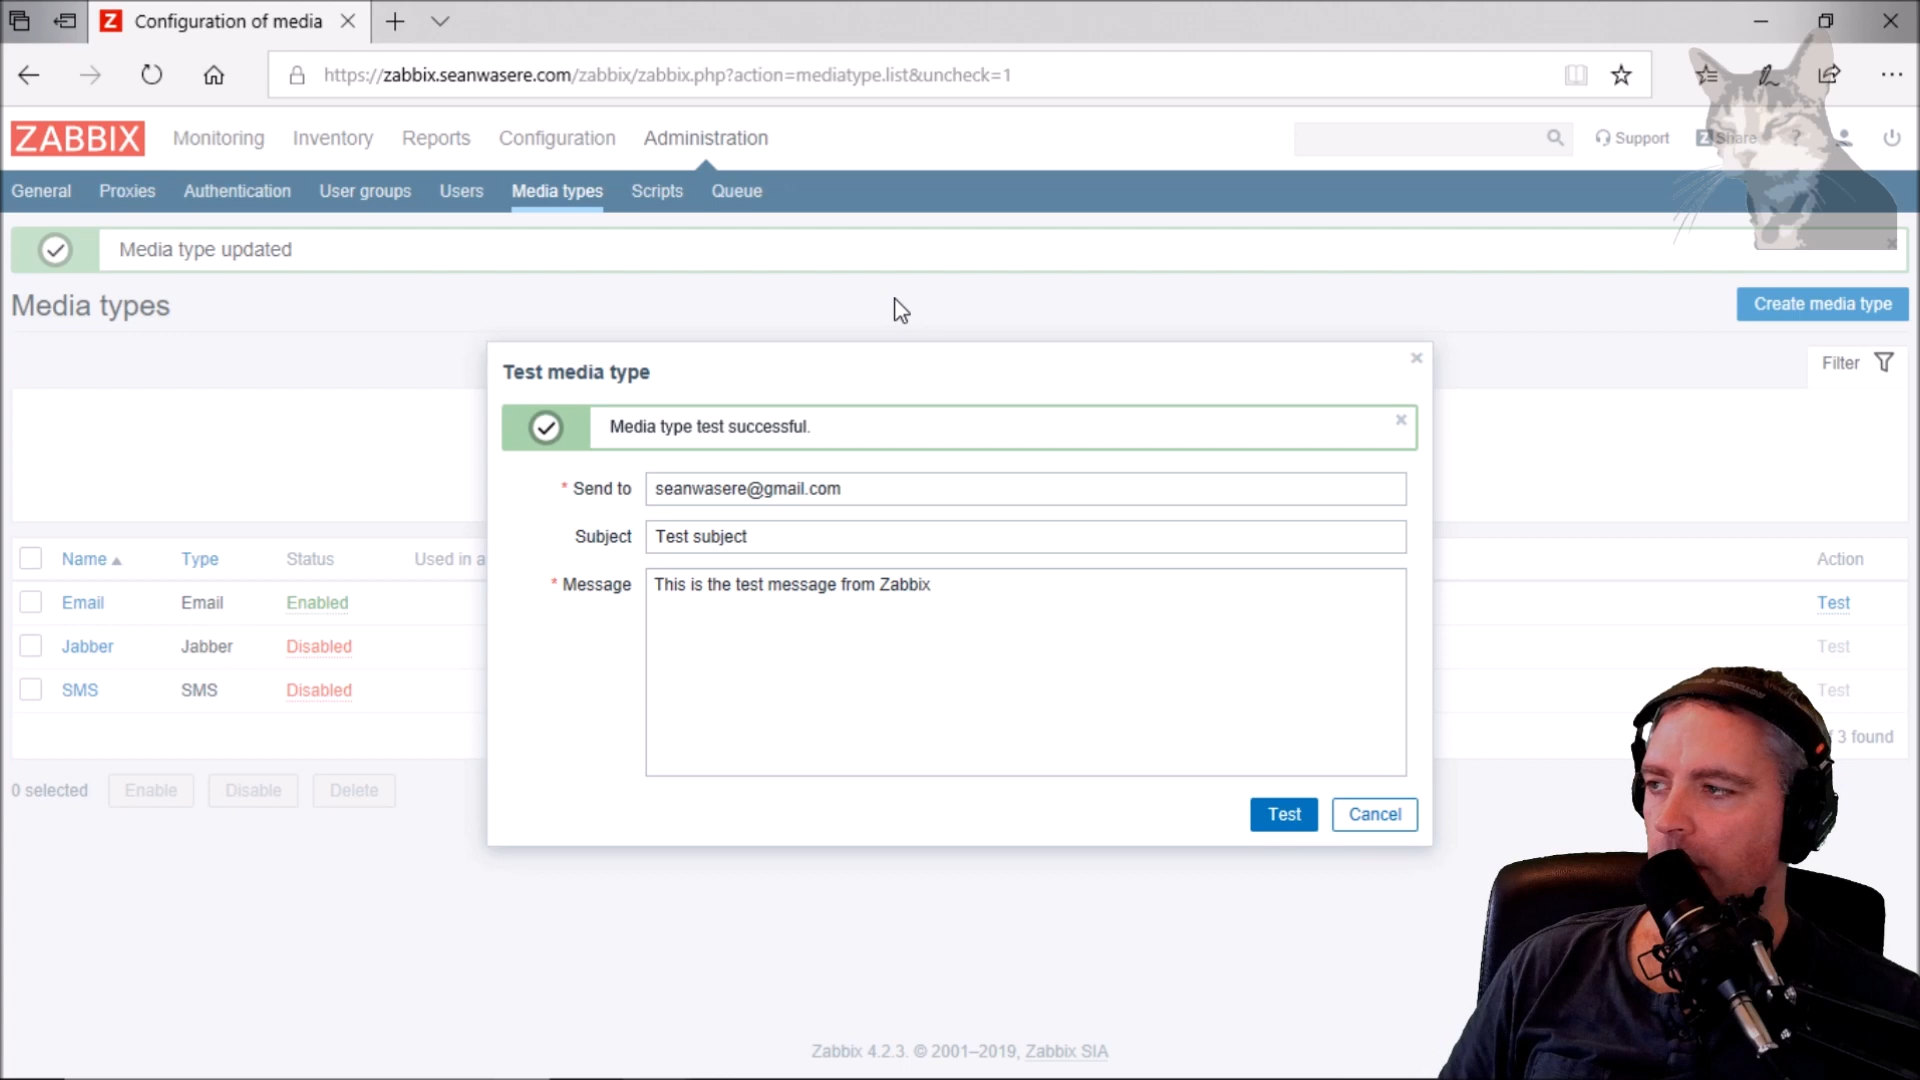 Configuration of media
https://zabbix.seanwasere.com/zabbix/zabbix.php?action=mediatype.list&uncheck=1
ZABBIX Monitoring Inventory Reports Configuration Administration Support Z Share ?
General Proxies Authentication User groups Users Media types Scripts Queue
Media type updated
Media types
Create media type
Filter
Test media type
Media type test successful.
* Send to seanwasere@gmail.com
Subject Test subject
* Message This is the test message from Zabbix
Test Cancel
Name Type Status Used in a Action
Email Email Enabled Test
Jabber Jabber Disabled Test
SMS SMS Disabled Test
3 found
0 selected Enable Disable Delete
Zabbix 4.2.3. © 2001–2019, Zabbix SIA